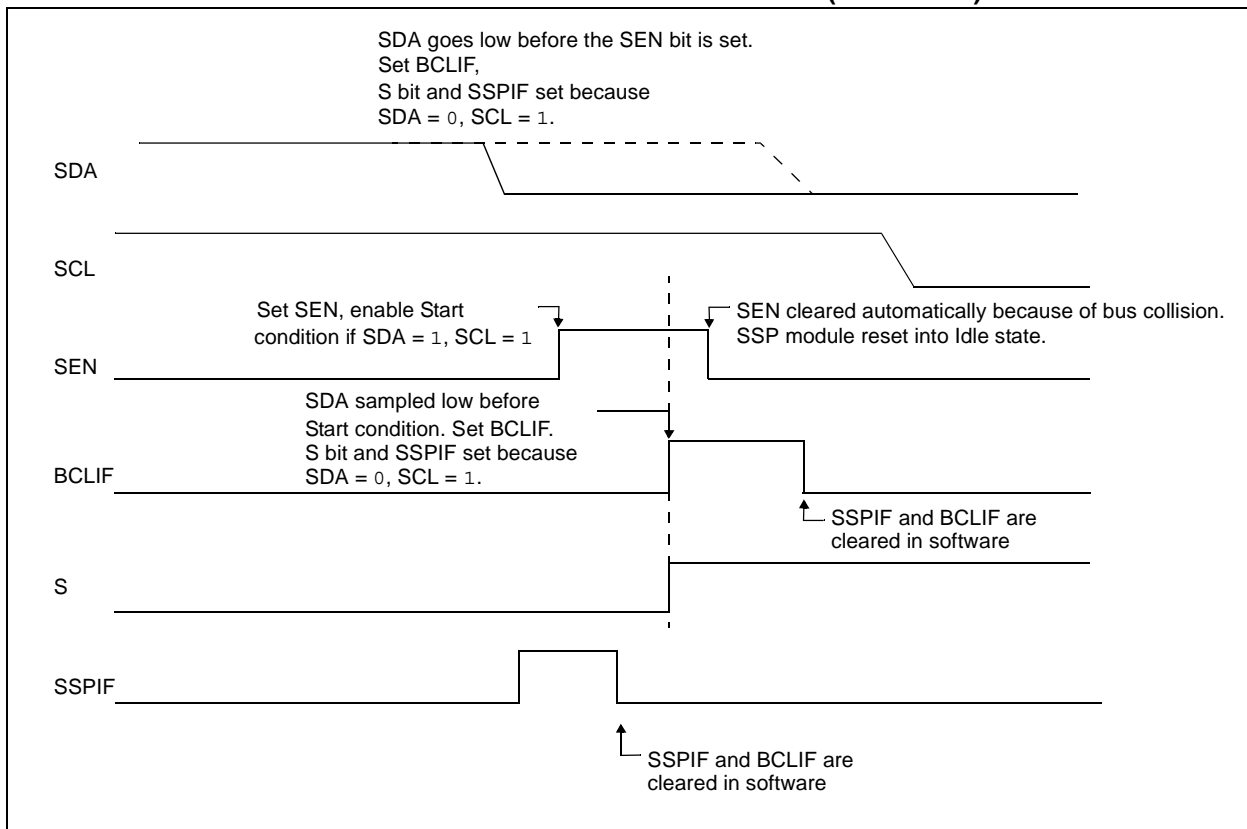 SDA goes low before the SEN bit is set.
Set BCLIF,
S bit and SSPIF set because
SDA = 0, SCL = 1.
SDA
SCL
Set SEN, enable Start
condition if SDA = 1, SCL = 1
SEN cleared automatically because of bus collision.
SSP module reset into Idle state.
SEN
SDA sampled low before
Start condition. Set BCLIF.
S bit and SSPIF set because
SDA = 0, SCL = 1.
BCLIF
SSPIF and BCLIF are
cleared in software
S
SSPIF
SSPIF and BCLIF are
cleared in software